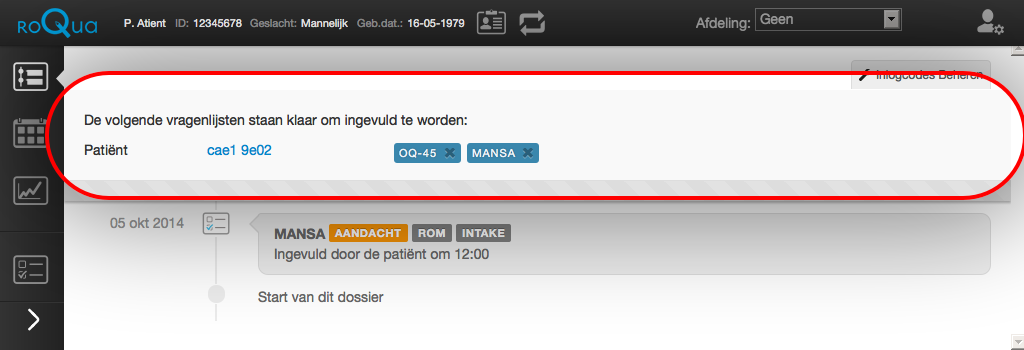 RoQua P. Atient ID: 12345678 Geslacht: Mannelijk Geb.dat.: 16-05-1979 Afdeling: Geen
Inlogcodes Beheren
De volgende vragenlijsten staan klaar om ingevuld te worden:
Patiënt cae1 9e02 OQ-45 MANSA
05 okt 2014 MANSA AANDACHT ROM INTAKE
Ingevuld door de patiënt om 12:00
Start van dit dossier